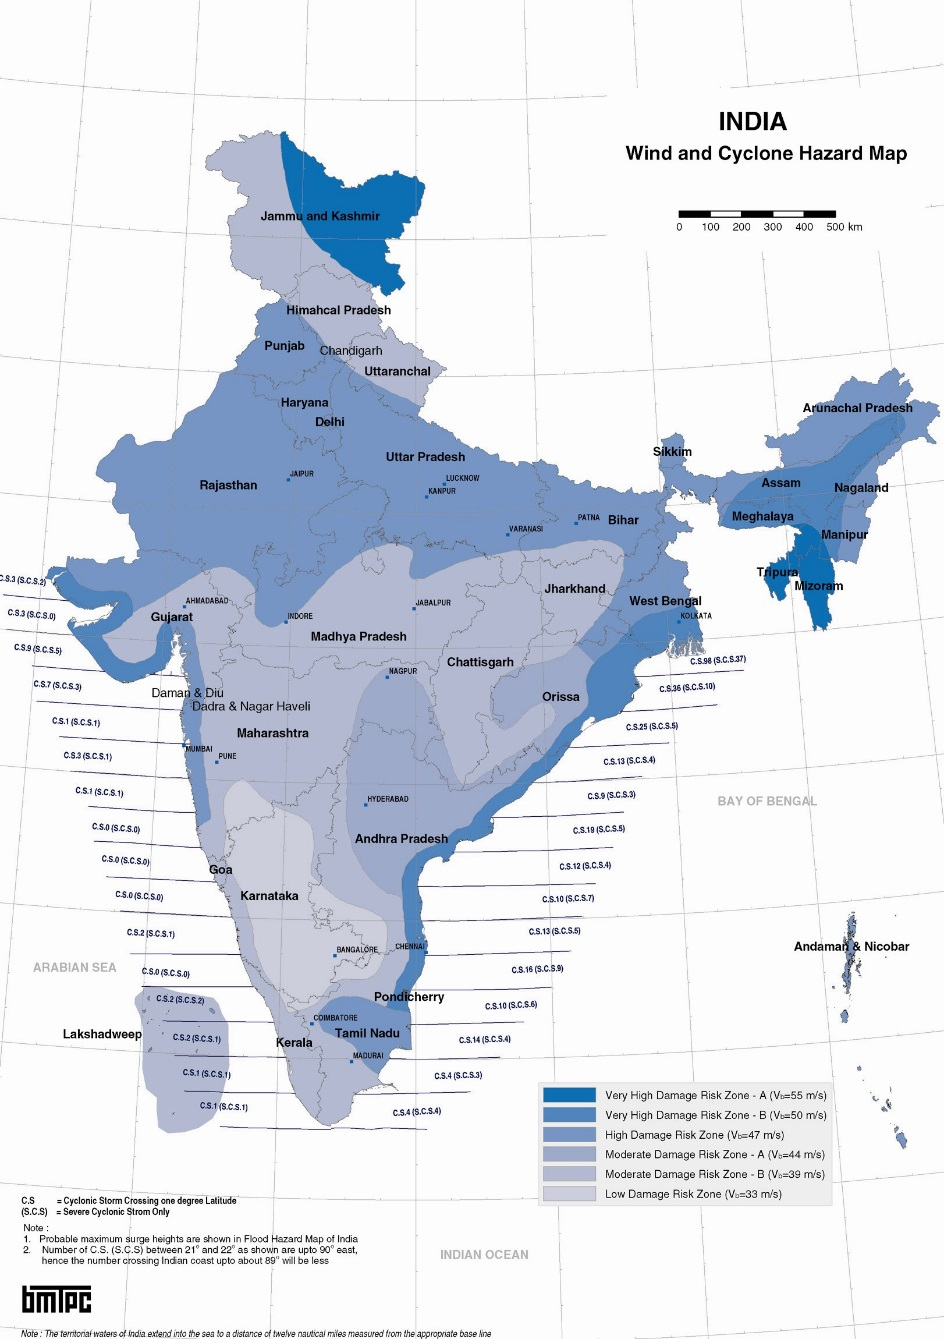 INDIA
Wind and Cyclone Hazard Map
0 100 200 300 400 500 km
Jammu and Kashmir
Himahcal Pradesh
Punjab
Chandigarh
Uttaranchal
Haryana
Delhi
Arunachal Pradesh
Uttar Pradesh
Sikkim
JAIPUR
LUCKNOW
Rajasthan
KANPUR
Assam
Nagaland
PATNA
Bihar
Meghalaya
VARANASI
Manipur
Tripura
Mizoram
C.S.3 (S.C.S.2)
Jharkhand
AHMADABAD
JABALPUR
West Bengal
C.S.3 (S.C.S.0)
Gujarat
INDORE
KOLKATA
Madhya Pradesh
C.S.9 (S.C.S.5)
Chattisgarh
C.S.98 (S.C.S.37)
NAGPUR
C.S.7 (S.C.S.3)
C.S.36 (S.C.S.10)
Daman & Diu
Orissa
Dadra & Nagar Haveli
C.S.1 (S.C.S.1)
C.S.25 (S.C.S.5)
Maharashtra
MUMBAI
C.S.3 (S.C.S.1)
PUNE
C.S.13 (S.C.S.4)
C.S.1 (S.C.S.1)
HYDERABAD
C.S.9 (S.C.S.3)
BAY OF BENGAL
C.S.0 (S.C.S.0)
C.S.19 (S.C.S.5)
Andhra Pradesh
C.S.0 (S.C.S.0)
Goa
C.S.12 (S.C.S.4)
C.S.0 (S.C.S.0)
Karnataka
C.S.10 (S.C.S.7)
C.S.2 (S.C.S.1)
C.S.13 (S.C.S.5)
BANGALORE
CHENNAI
Andaman & Nicobar
ARABIAN SEA
C.S.0 (S.C.S.0)
C.S.16 (S.C.S.9)
C.S.2 (S.C.S.2)
Pondicherry
C.S.10 (S.C.S.6)
COIMBATORE
Lakshadweep
C.S.2 (S.C.S.1)
Kerala
Tamil Nadu
C.S.14 (S.C.S.4)
MADURAI
C.S.1 (S.C.S.1)
C.S.4 (S.C.S.3)
C.S.1 (S.C.S.1)
C.S.4 (S.C.S.4)
Very High Damage Risk Zone - A (Vb=55 m/s)
Very High Damage Risk Zone - B (Vb=50 m/s)
High Damage Risk Zone (Vb=47 m/s)
Moderate Damage Risk Zone - A (Vb=44 m/s)
Moderate Damage Risk Zone - B (Vb=39 m/s)
Low Damage Risk Zone (Vb=33 m/s)
C.S = Cyclonic Storm Crossing one degree Latitude
(S.C.S) = Severe Cyclonic Strom Only
Note :
1. Probable maximum surge heights are shown in Flood Hazard Map of India
2. Number of C.S. (S.C.S) between 21° and 22° as shown are upto 90° east,
hence the number crossing Indian coast upto about 89° will be less
INDIAN OCEAN
bmTPC
Note : The territorial waters of India extend into the sea to a distance of twelve nautical miles measured from the appropriate base line